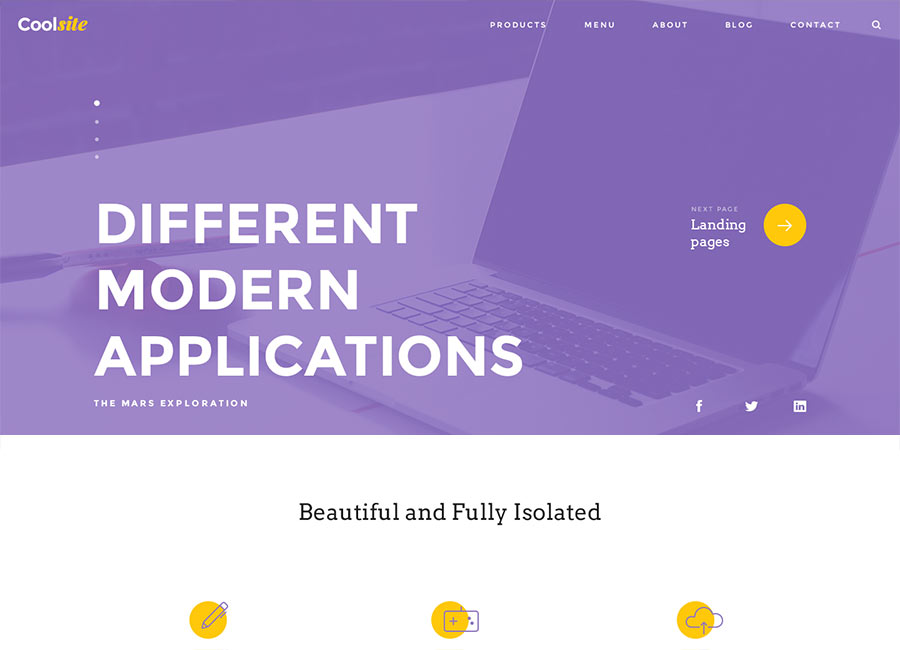 Coolsite
PRODUCTS MENU ABOUT BLOG CONTACT
DIFFERENT
MODERN
APPLICATIONS
THE MARS EXPLORATION
NEXT PAGE
Landing
pages
Beautiful and Fully Isolated